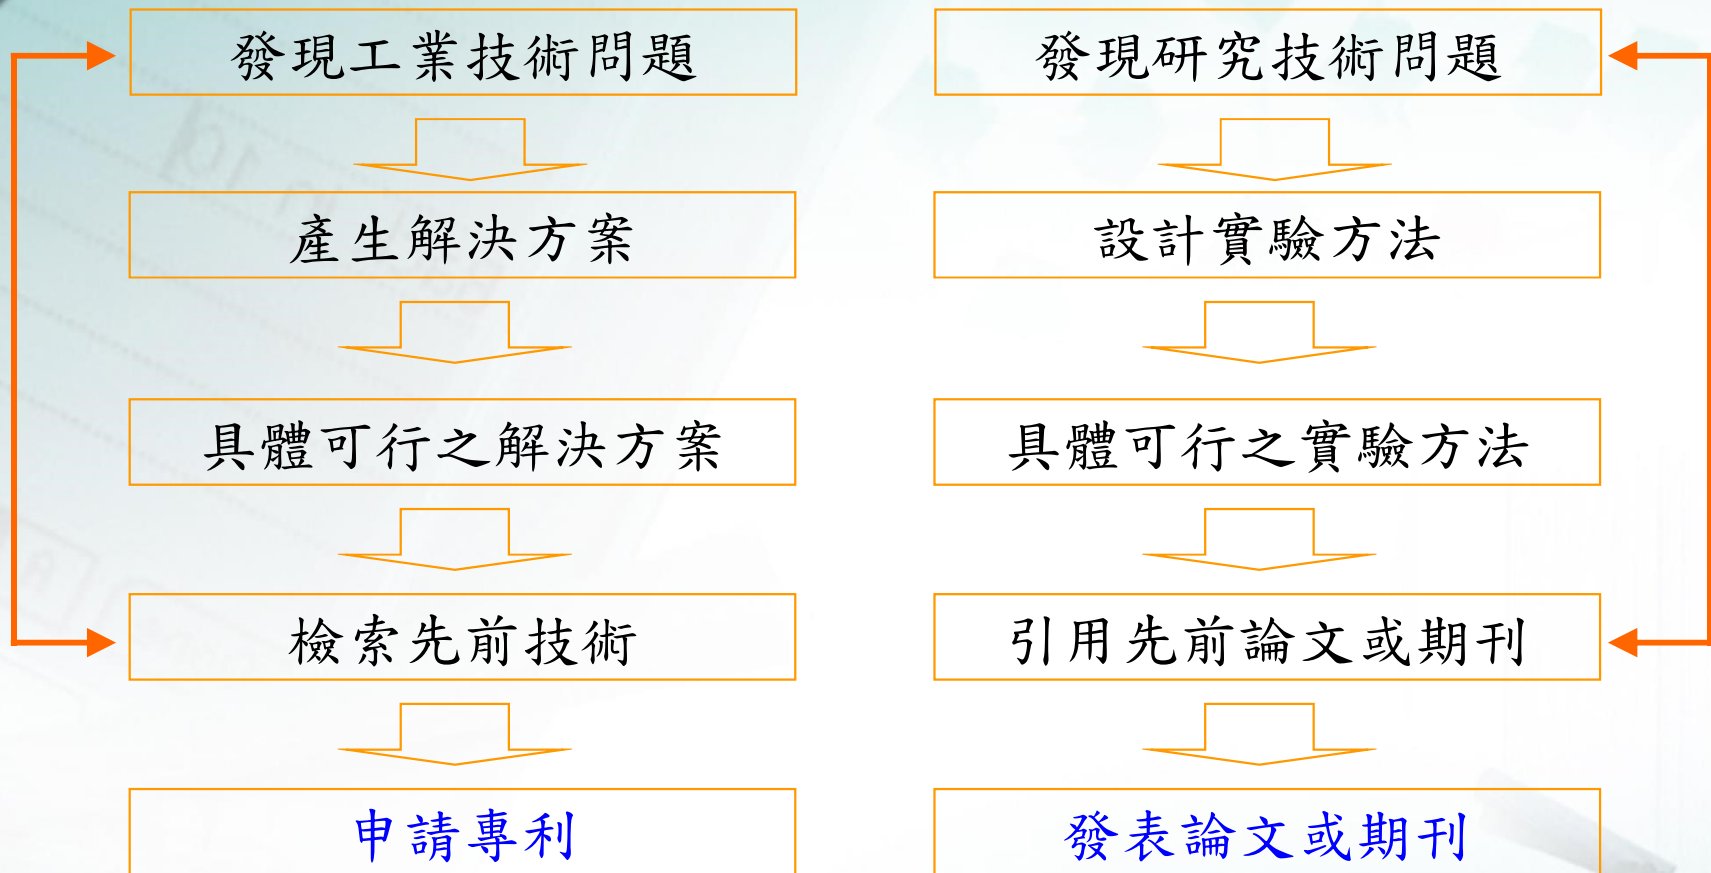 發現工業技術問題
產生解決方案
具體可行之解決方案
檢索先前技術
申請專利
發現研究技術問題
設計實驗方法
具體可行之實驗方法
引用先前論文或期刊
發表論文或期刊